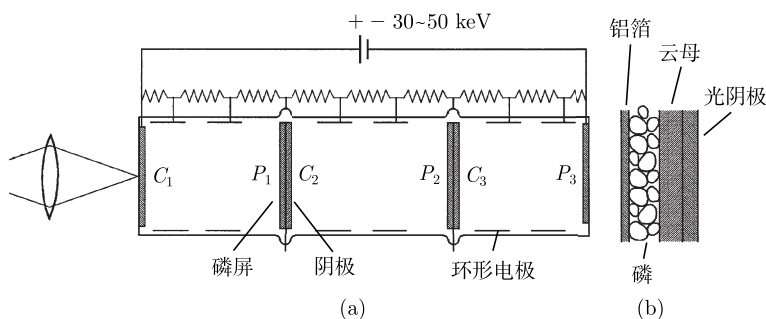 + − 30~50 keV
C₁
P₁
C₂
P₂
C₃
P₃
磷屏
阴极
环形电极
(a)
铝箔
云母
光阴极
磷
(b)